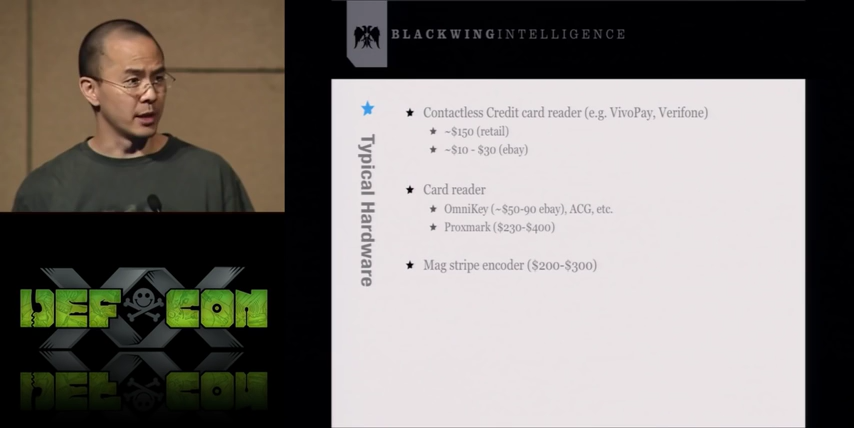 BLACKWINGINTELLIGENCE
Typical Hardware
Contactless Credit card reader (e.g. VivoPay, Verifone)
~$150 (retail)
~$10 - $30 (ebay)
Card reader
OmniKey (~$50-90 ebay), ACG, etc.
Proxmark ($230-$400)
Mag stripe encoder ($200-$300)
DEF CON
XX